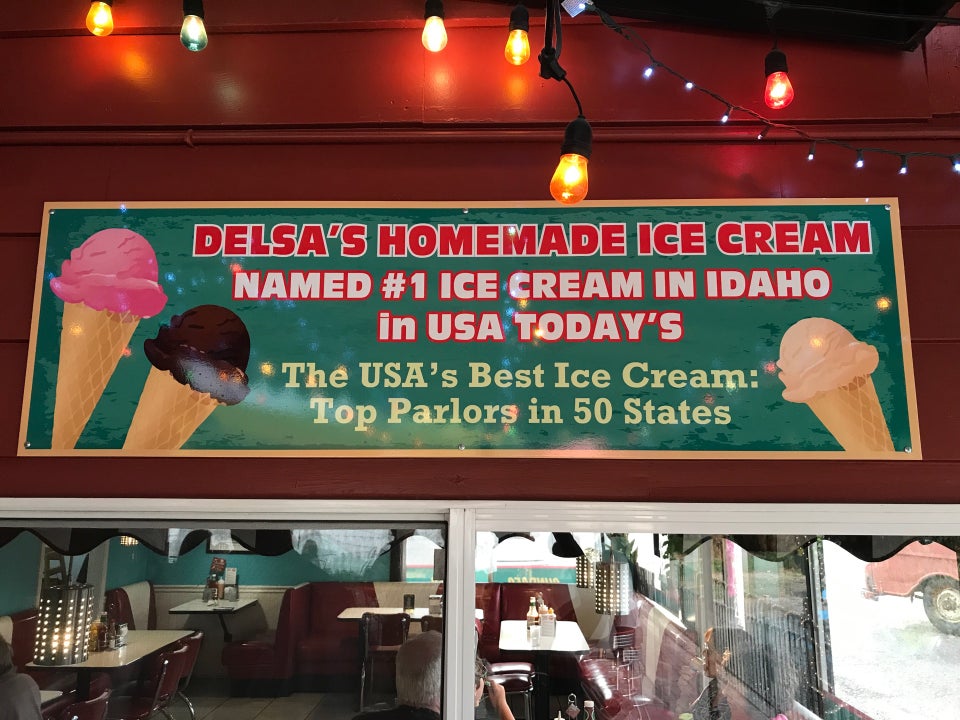 DELSA'S HOMEMADE ICE CREAM
NAMED #1 ICE CREAM IN IDAHO
in USA TODAY'S
The USA's Best Ice Cream:
Top Parlors in 50 States